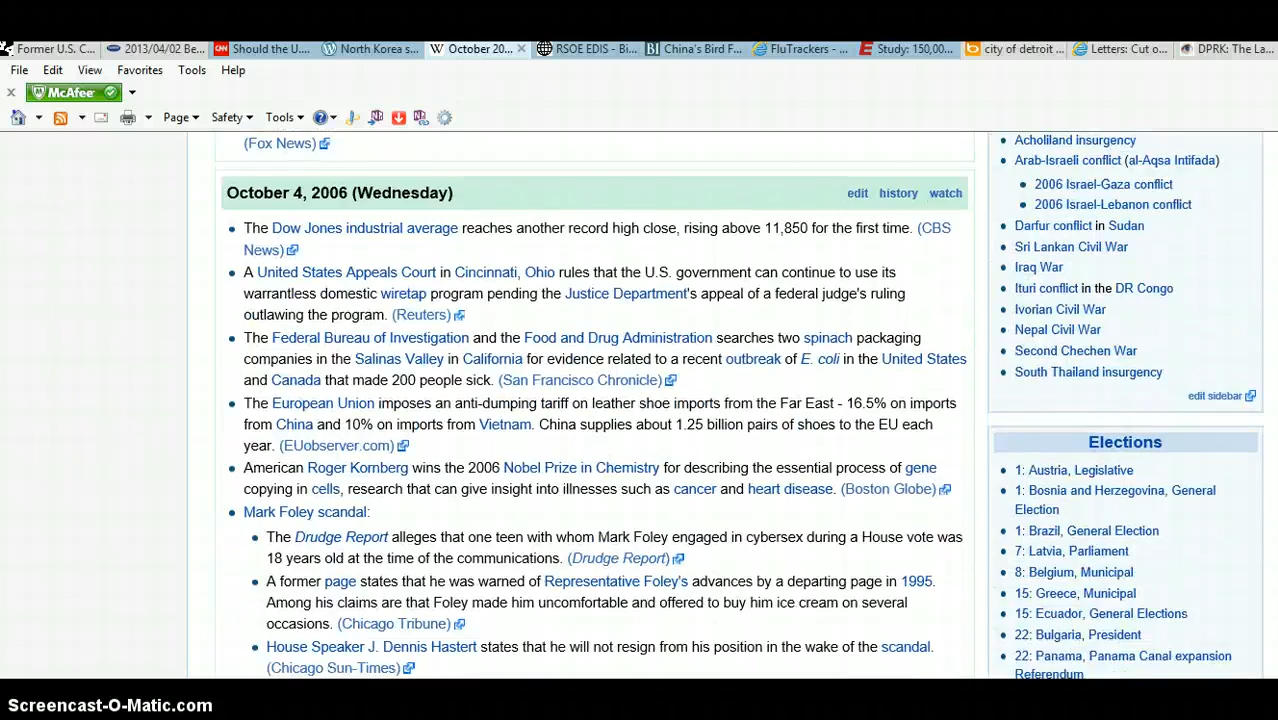 Former U.S. C... 2013/04/02 Be... Should the U.... North Korea s... October 20... RSOE EDIS - Bi... China's Bird F... FluTrackers - ... Study: 150,00... city of detroit ... Letters: Cut o... DPRK: The La...
File Edit View Favorites Tools Help
McAfee
Page Safety Tools
(Fox News)
October 4, 2006 (Wednesday) edit history watch
The Dow Jones industrial average reaches another record high close, rising above 11,850 for the first time. (CBS
News)
A United States Appeals Court in Cincinnati, Ohio rules that the U.S. government can continue to use its
warrantless domestic wiretap program pending the Justice Department's appeal of a federal judge's ruling
outlawing the program. (Reuters)
The Federal Bureau of Investigation and the Food and Drug Administration searches two spinach packaging
companies in the Salinas Valley in California for evidence related to a recent outbreak of E. coli in the United States
and Canada that made 200 people sick. (San Francisco Chronicle)
The European Union imposes an anti-dumping tariff on leather shoe imports from the Far East - 16.5% on imports
from China and 10% on imports from Vietnam. China supplies about 1.25 billion pairs of shoes to the EU each
year. (EUobserver.com)
American Roger Kornberg wins the 2006 Nobel Prize in Chemistry for describing the essential process of gene
copying in cells, research that can give insight into illnesses such as cancer and heart disease. (Boston Globe)
Mark Foley scandal:
The Drudge Report alleges that one teen with whom Mark Foley engaged in cybersex during a House vote was
18 years old at the time of the communications. (Drudge Report)
A former page states that he was warned of Representative Foley's advances by a departing page in 1995.
Among his claims are that Foley made him uncomfortable and offered to buy him ice cream on several
occasions. (Chicago Tribune)
House Speaker J. Dennis Hastert states that he will not resign from his position in the wake of the scandal.
(Chicago Sun-Times)
Acholiland insurgency
Arab-Israeli conflict (al-Aqsa Intifada)
2006 Israel-Gaza conflict
2006 Israel-Lebanon conflict
Darfur conflict in Sudan
Sri Lankan Civil War
Iraq War
Ituri conflict in the DR Congo
Ivorian Civil War
Nepal Civil War
Second Chechen War
South Thailand insurgency
edit sidebar
Elections
1: Austria, Legislative
1: Bosnia and Herzegovina, General
Election
1: Brazil, General Election
7: Latvia, Parliament
8: Belgium, Municipal
15: Greece, Municipal
15: Ecuador, General Elections
22: Bulgaria, President
22: Panama, Panama Canal expansion
Referendum
Screencast-O-Matic.com